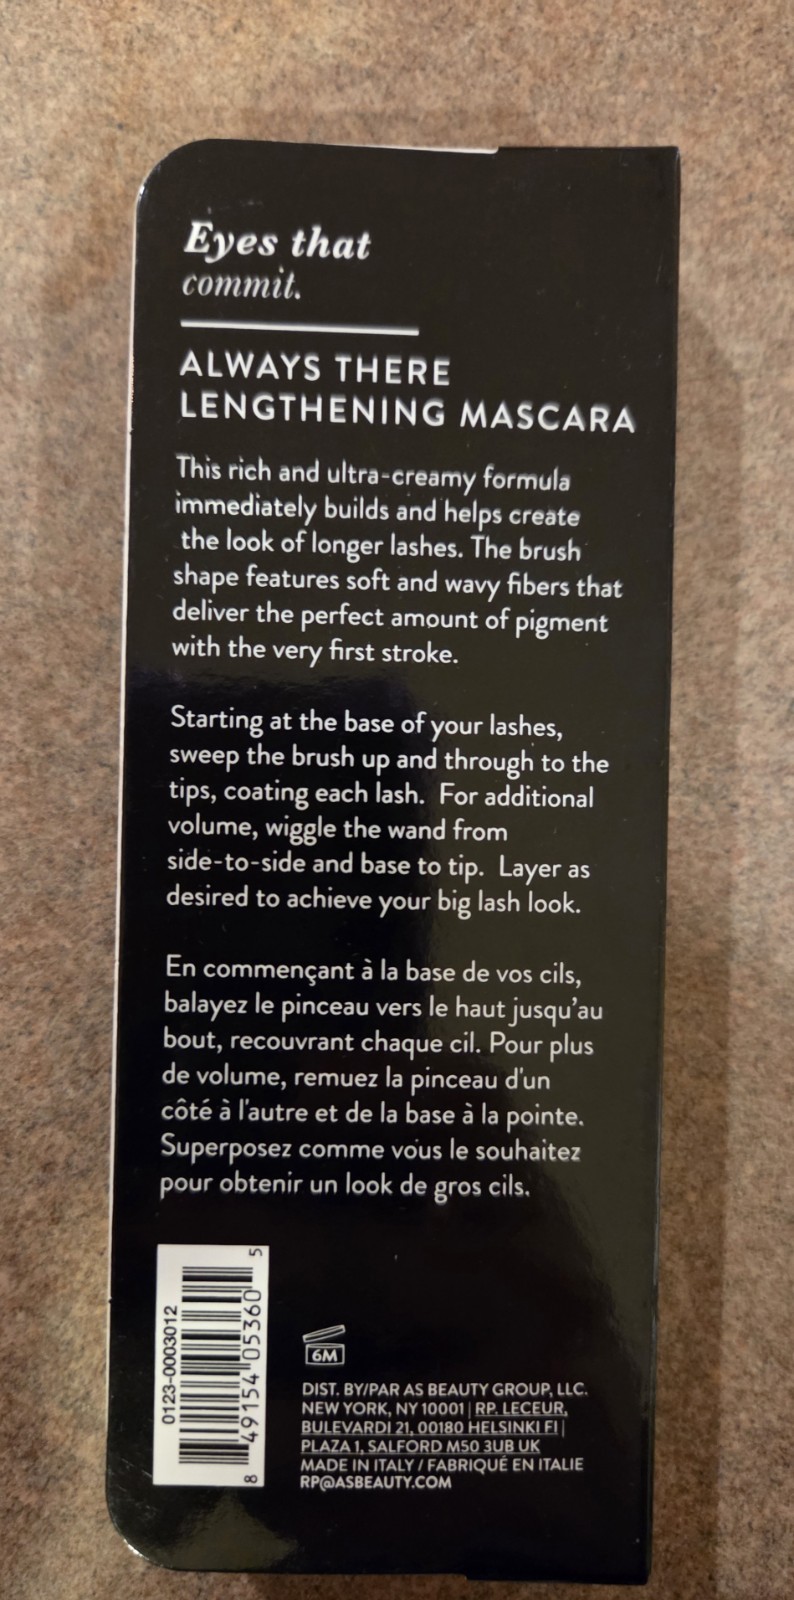 Eyes that
commit.
ALWAYS THERE
LENGTHENING MASCARA
This rich and ultra-creamy formula
immediately builds and helps create
the look of longer lashes. The brush
shape features soft and wavy fibers that
deliver the perfect amount of pigment
with the very first stroke.
Starting at the base of your lashes,
sweep the brush up and through to the
tips, coating each lash. For additional
volume, wiggle the wand from
side-to-side and base to tip. Layer as
desired to achieve your big lash look.
En commençant à la base de vos cils,
balayez le pinceau vers le haut jusqu'au
bout, recouvrant chaque cil. Pour plus
de volume, remuez la pinceau d'un
côté à l'autre et de la base à la pointe.
Superposez comme vous le souhaitez
pour obtenir un look de gros cils.
0123-0003012
8 49154 05360 5
6M
DIST. BY/PAR AS BEAUTY GROUP, LLC.
NEW YORK, NY 10001 | RP. LECEUR,
BULEVARDI 21, 00180 HELSINKI FI |
PLAZA 1, SALFORD M50 3UB UK
MADE IN ITALY / FABRIQUÉ EN ITALIE
RP@ASBEAUTY.COM